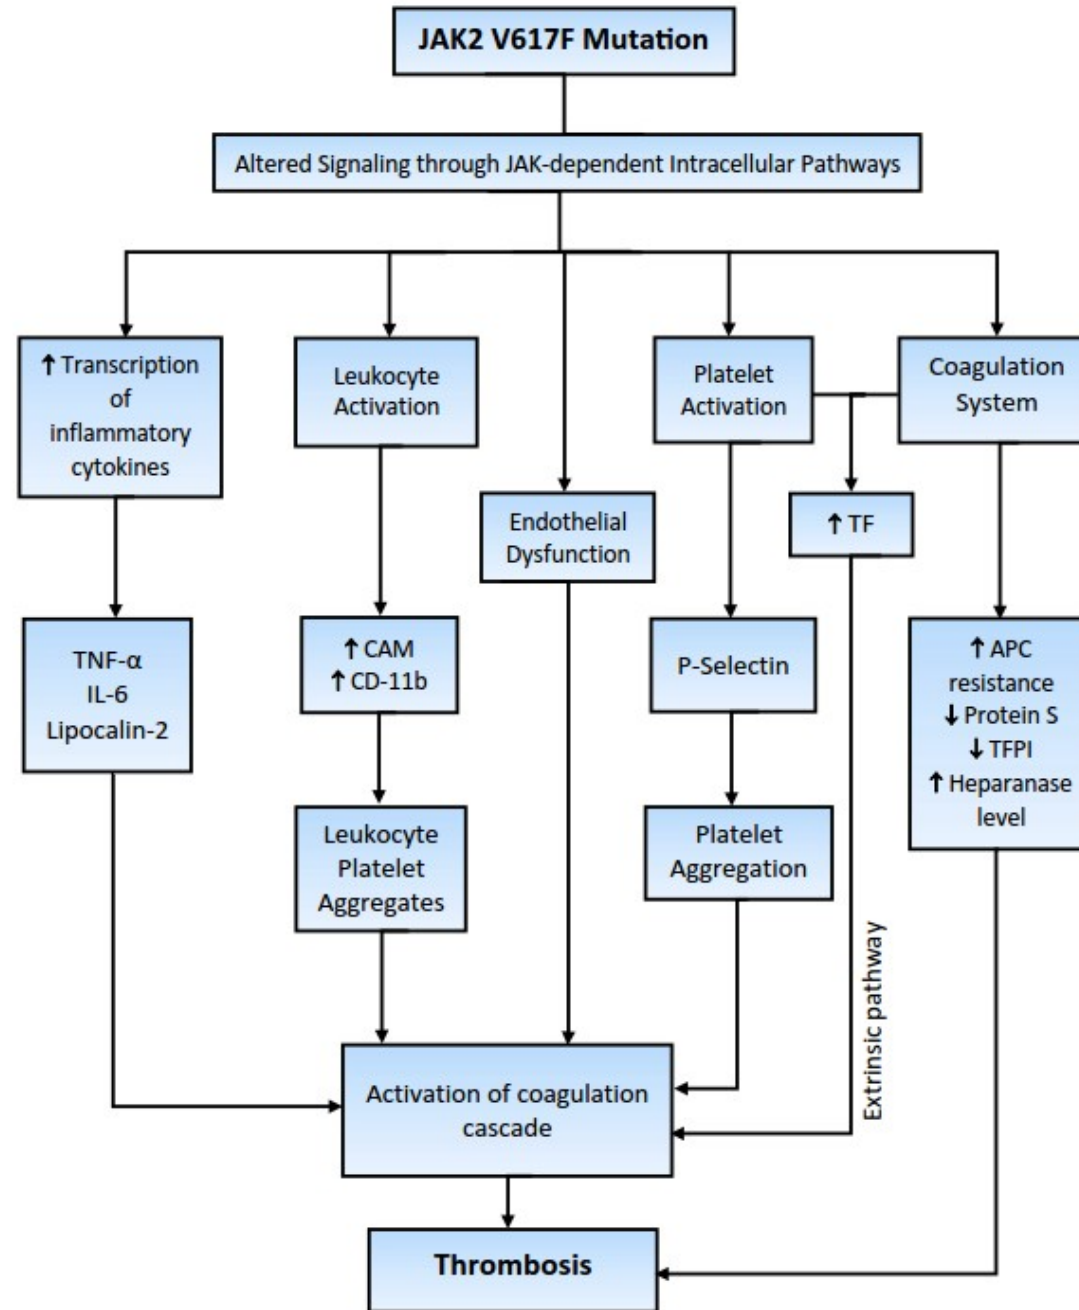 JAK2 V617F Mutation
Altered Signaling through JAK-dependent Intracellular Pathways
↑ Transcription
of
inflammatory
cytokines
Leukocyte
Activation
Platelet
Activation
Coagulation
System
Endothelial
Dysfunction
↑ TF
TNF-α
IL-6
Lipocalin-2
↑ CAM
↑ CD-11b
P-Selectin
↑ APC
resistance
↓ Protein S
↓ TFPI
↑ Heparanase
level
Leukocyte
Platelet
Aggregates
Platelet
Aggregation
Extrinsic pathway
Activation of coagulation
cascade
Thrombosis